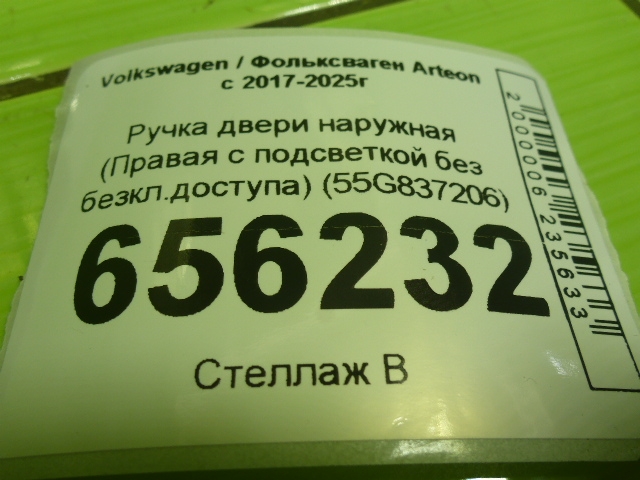 Volkswagen / Фольксваген Arteon
с 2017-2025г
Ручка двери наружная
(Правая с подсветкой без
безкл.доступа) (55G837206)
656232
Стеллаж В
2000006235633